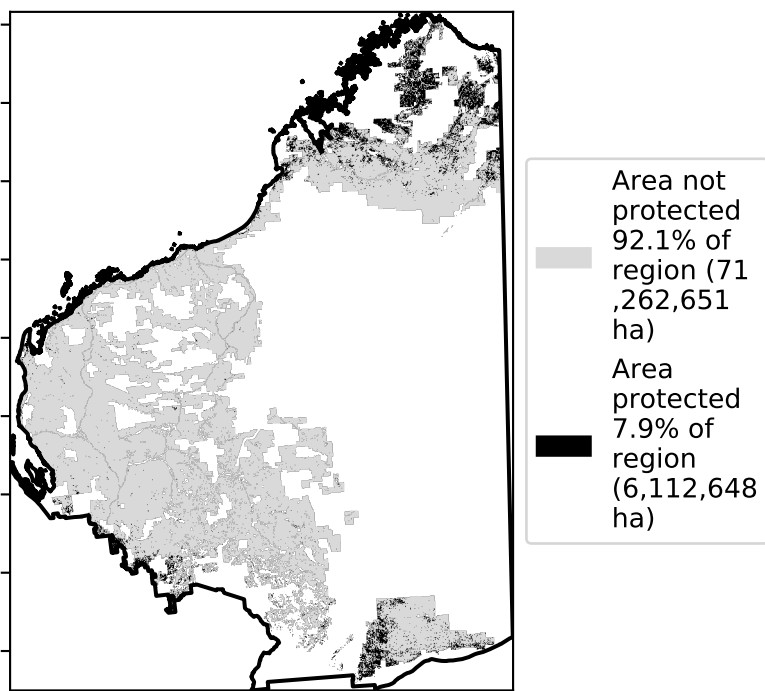 Area not
protected
92.1% of
region (71
,262,651
ha)
Area
protected
7.9% of
region
(6,112,648
ha)